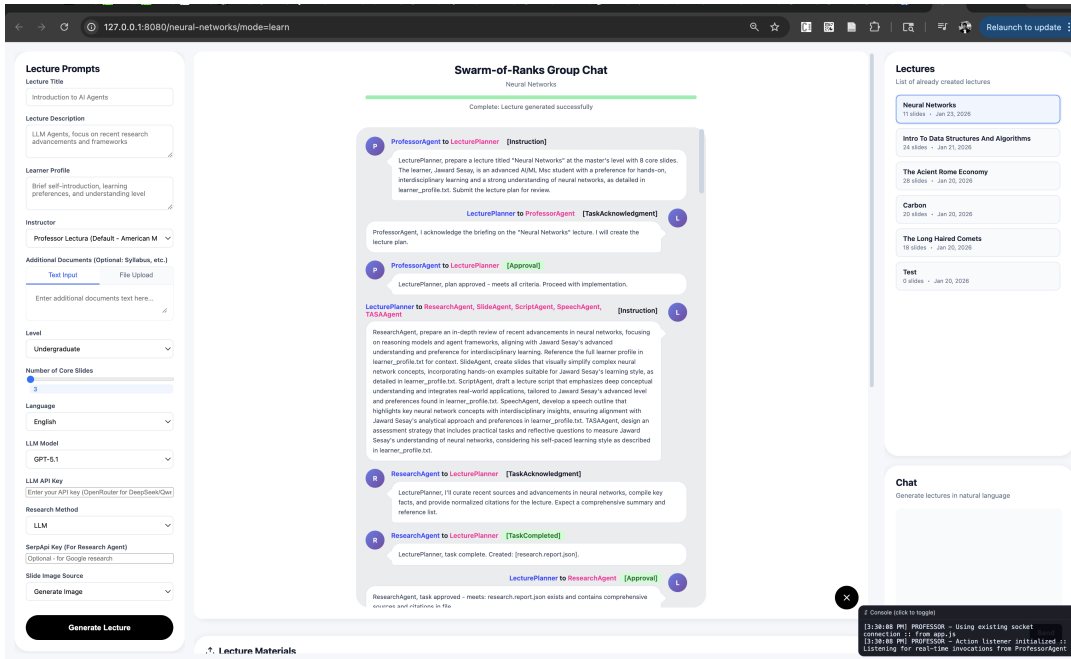 127.0.0.1:8080/neural-networks/mode=learn
Relaunch to update
Lecture Prompts
Lecture Title
Introduction to AI Agents
Lecture Description
LLM Agents, focus on recent research
advancements and frameworks
Learner Profile
Brief self-introduction, learning
preferences, and understanding level
Instructor
Professor Lectura (Default - American M
Additional Documents (Optional: Syllabus, etc.)
Text Input
File Upload
Enter additional documents text here...
Level
Undergraduate
Number of Core Slides
3
Language
English
LLM Model
GPT-5.1
LLM API Key
Enter your API key (OpenRouter for DeepSeek/Qwe
Research Method
LLM
SerpApi Key (For Research Agent)
Optional - for Google research
Slide Image Source
Generate Image
Generate Lecture
Swarm-of-Ranks Group Chat
Neural Networks
Complete: Lecture generated successfully
P
ProfessorAgent to LecturePlanner [Instruction]
LecturePlanner, prepare a lecture titled "Neural Networks" at the master's level with 8 core slides.
The learner, Jaward Sesay, is an advanced AI/ML Msc student with a preference for hands-on,
interdisciplinary learning and a strong understanding of neural networks, as detailed in
learner_profile.txt. Submit the lecture plan for review.
LecturePlanner to ProfessorAgent [TaskAcknowledgment]
L
ProfessorAgent, I acknowledge the briefing on the "Neural Networks" lecture. I will create the
lecture plan.
P
ProfessorAgent to LecturePlanner [Approval]
LecturePlanner, plan approved - meets all criteria. Proceed with implementation.
LecturePlanner to ResearchAgent, SlideAgent, ScriptAgent, SpeechAgent,
TASAAgent
[Instruction]
L
ResearchAgent, prepare an in-depth review of recent advancements in neural networks, focusing
on reasoning models and agent frameworks, aligning with Jaward Sesay's advanced
understanding and preference for interdisciplinary learning. Reference the full learner profile in
learner_profile.txt for context. SlideAgent, create slides that visually simplify complex neural
network concepts, incorporating hands-on examples suitable for Jaward Sesay's learning style, as
detailed in learner_profile.txt. ScriptAgent, draft a lecture script that emphasizes deep conceptual
understanding and integrates real-world applications, tailored to Jaward Sesay's advanced level
and preferences found in learner_profile.txt. SpeechAgent, develop a speech outline that
highlights key neural network concepts with interdisciplinary insights, ensuring alignment with
Jaward Sesay's analytical approach and preferences in learner_profile.txt. TASAAgent, design an
assessment strategy that includes practical tasks and reflective questions to measure Jaward
Sesay's understanding of neural networks, considering his self-paced learning style as described
in learner_profile.txt.
R
ResearchAgent to LecturePlanner [TaskAcknowledgment]
LecturePlanner, I'll curate recent sources and advancements in neural networks, compile key
facts, and provide normalized citations for the lecture. Expect a comprehensive summary and
reference list.
R
ResearchAgent to LecturePlanner [TaskCompleted]
LecturePlanner, task complete. Created: [research.report.json].
LecturePlanner to ResearchAgent [Approval]
L
ResearchAgent, task approved - meets: research.report.json exists and contains comprehensive
sources and citations in file
Lecture Materials
Lectures
List of already created lectures
Neural Networks
11 slides • Jan 23, 2026
Intro To Data Structures And Algorithms
24 slides • Jan 21, 2026
The Acient Rome Economy
28 slides • Jan 20, 2026
Carbon
20 slides • Jan 20, 2026
The Long Haired Comets
18 slides • Jan 20, 2026
Test
0 slides • Jan 20, 2026
Chat
Generate lectures in natural language
Console (click to toggle)
[3:30:08 PM] PROFESSOR – Using existing socket
connection :: from app.js
[3:30:08 PM] PROFESSOR – Action listener initialized ::
Listening for real-time invocations from ProfessorAgent